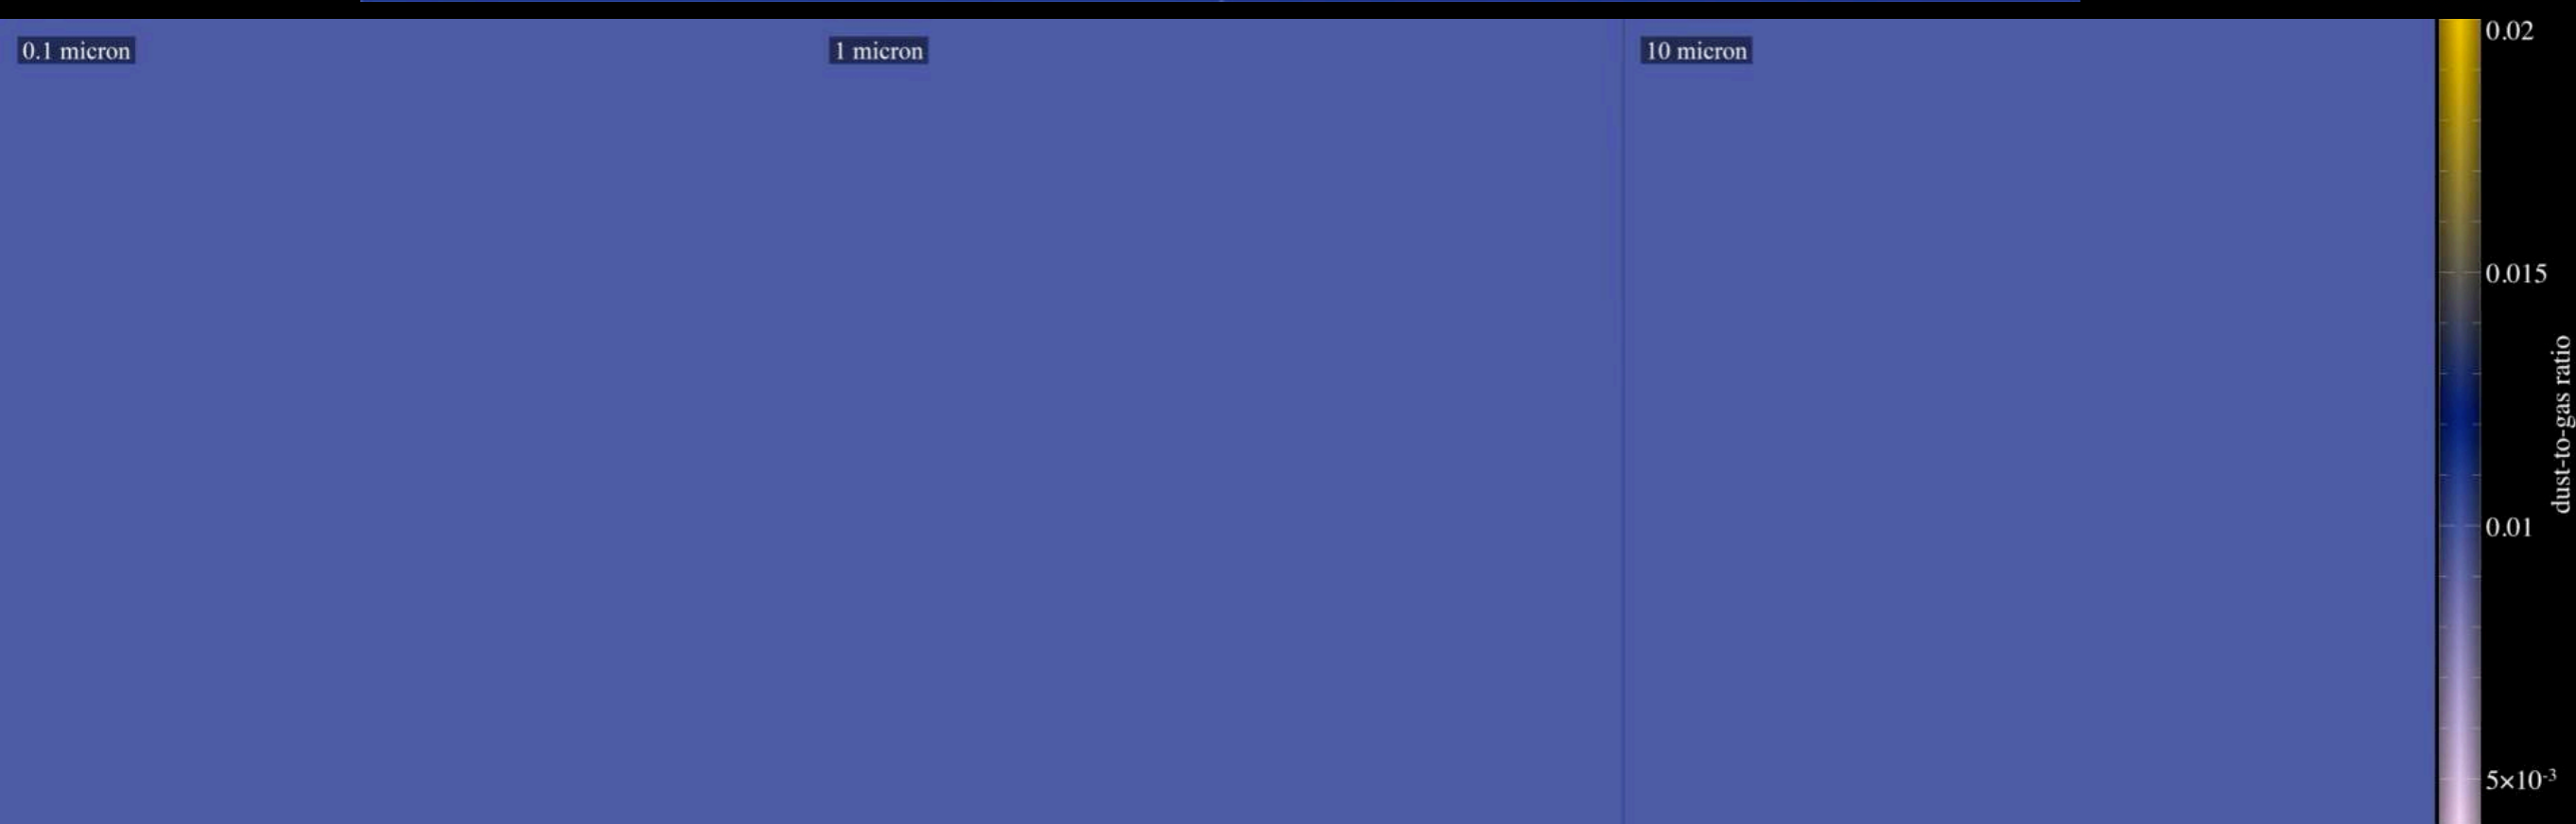 0.1 micron
1 micron
10 micron
0.02
0.015
0.01
5×10⁻³
dust-to-gas ratio